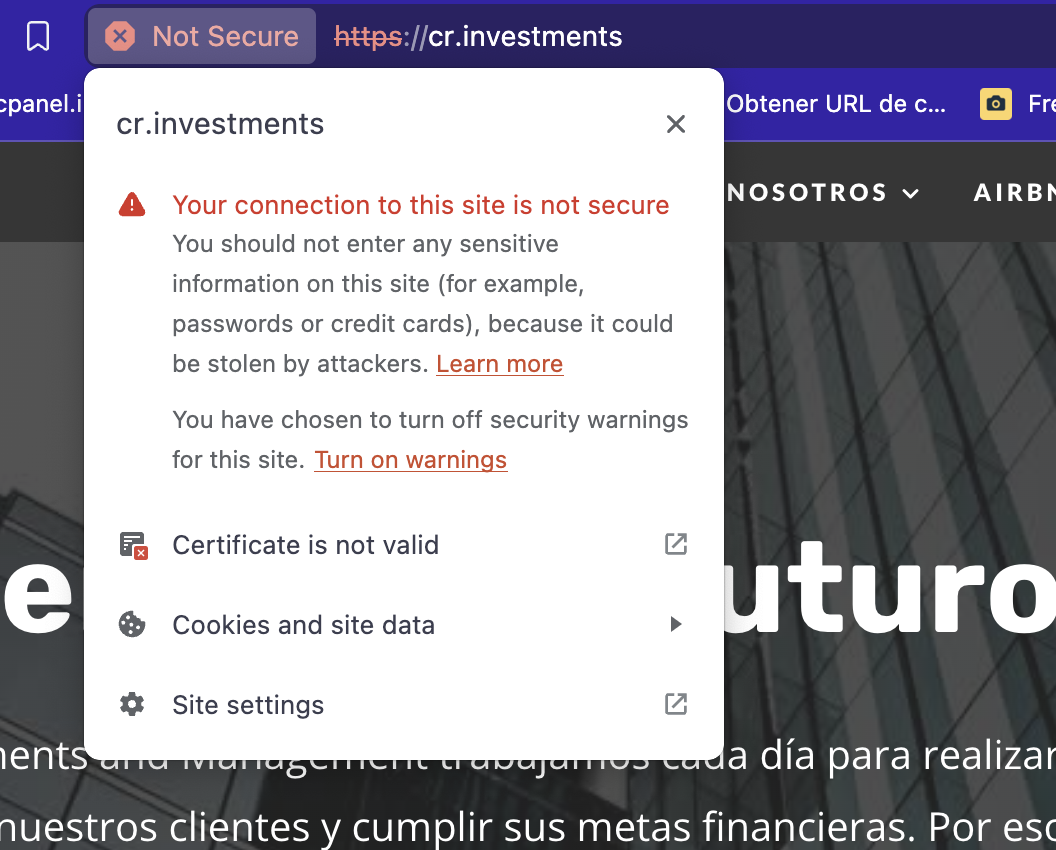 Not Secure https://cr.investments
cpanel.i
Obtener URL de c...
Fre
cr.investments
NOSOTROS
AIRBN
Your connection to this site is not secure
You should not enter any sensitive
information on this site (for example,
passwords or credit cards), because it could
be stolen by attackers. Learn more
You have chosen to turn off security warnings
for this site. Turn on warnings
Certificate is not valid
Cookies and site data
Site settings
e uturo
ments and Management trabajamos cada día para realizar
nuestros clientes y cumplir sus metas financieras. Por eso